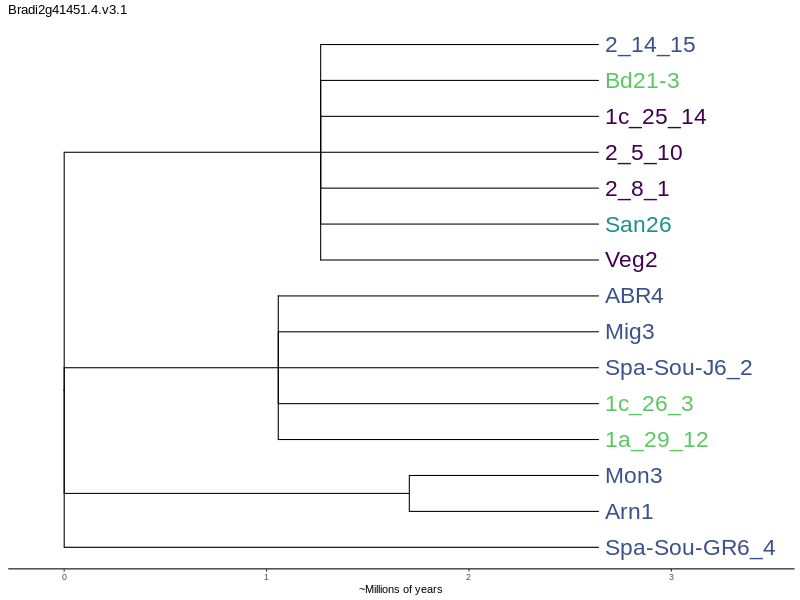 Bradi2g41451.4.v3.1
2_14_15
Bd21-3
1c_25_14
2_5_10
2_8_1
San26
Veg2
ABR4
Mig3
Spa-Sou-J6_2
1c_26_3
1a_29_12
Mon3
Arn1
Spa-Sou-GR6_4
0 1 2 3
~Millions of years